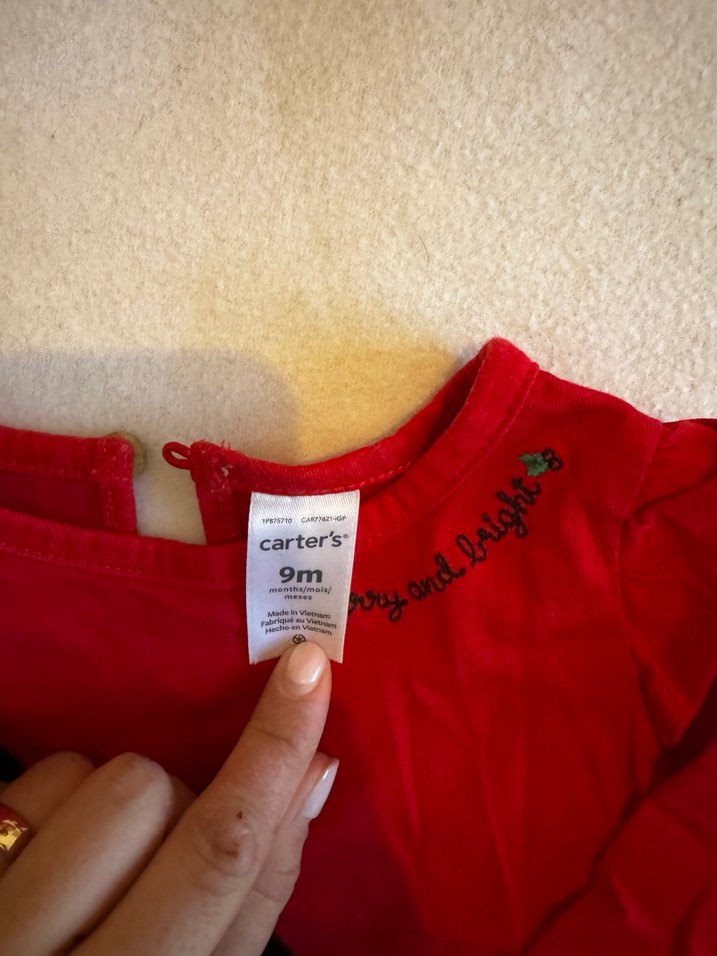 1P875710 CAR77621-IGP
carter's®
9m
months/mois/
meses
Made in Vietnam
Fabriqué au Vietnam
Hecho en Vietnam
and bright